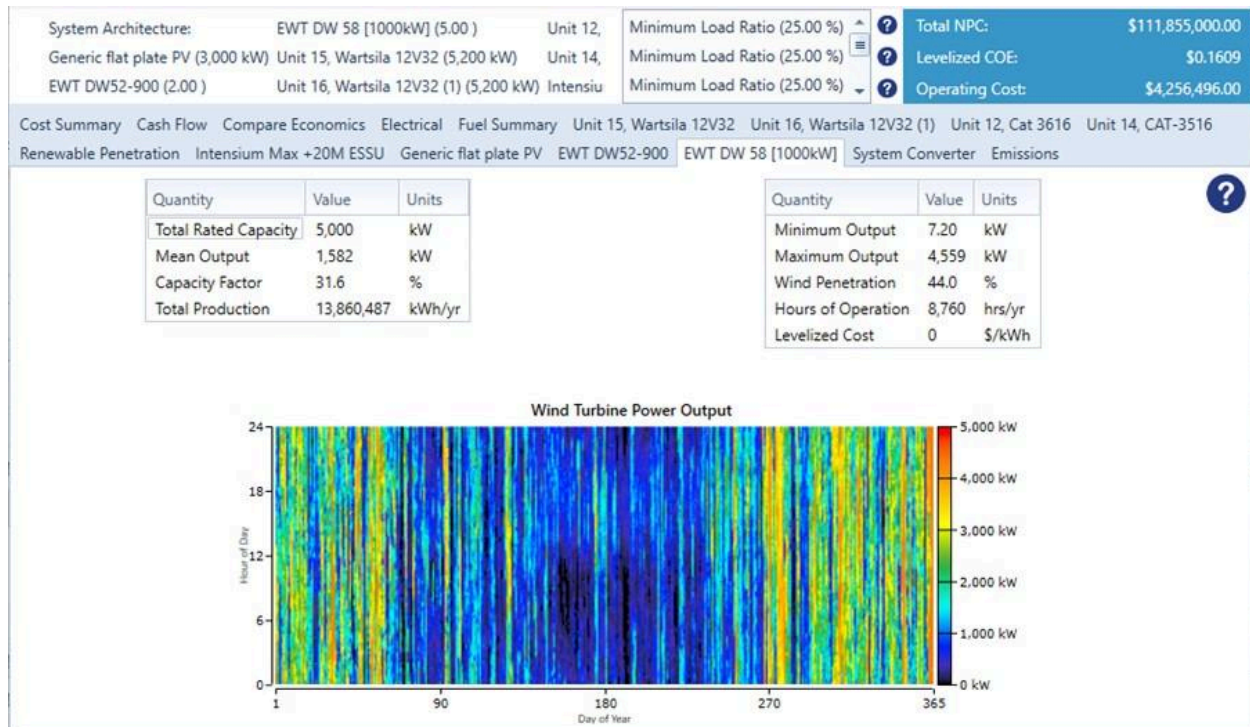 System Architecture: EWT DW 58 [1000kW] (5.00 ) Unit 12, Minimum Load Ratio (25.00 %) ? Total NPC: $111,855,000.00
Generic flat plate PV (3,000 kW) Unit 15, Wartsila 12V32 (5,200 kW) Unit 14, Minimum Load Ratio (25.00 %) ? Levelized COE: $0.1609
EWT DW52-900 (2.00 ) Unit 16, Wartsila 12V32 (1) (5,200 kW) Intensiu Minimum Load Ratio (25.00 %) ? Operating Cost: $4,256,496.00
Cost Summary Cash Flow Compare Economics Electrical Fuel Summary Unit 15, Wartsila 12V32 Unit 16, Wartsila 12V32 (1) Unit 12, Cat 3616 Unit 14, CAT-3516
Renewable Penetration Intensium Max +20M ESSU Generic flat plate PV EWT DW52-900 EWT DW 58 [1000kW] System Converter Emissions
?
Quantity Value Units
Total Rated Capacity 5,000 kW
Mean Output 1,582 kW
Capacity Factor 31.6 %
Total Production 13,860,487 kWh/yr
Quantity Value Units
Minimum Output 7.20 kW
Maximum Output 4,559 kW
Wind Penetration 44.0 %
Hours of Operation 8,760 hrs/yr
Levelized Cost 0 $/kWh
Wind Turbine Power Output
Hour of Day
24
18
12
6
0
5,000 kW
4,000 kW
3,000 kW
2,000 kW
1,000 kW
0 kW
1 90 180 270 365
Day of Year